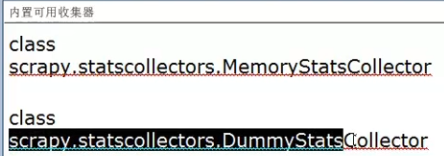 内置可用收集器
class
scrapy.statscollectors.MemoryStatsCollector
class
scrapy.statscollectors.DummyStatsCollector